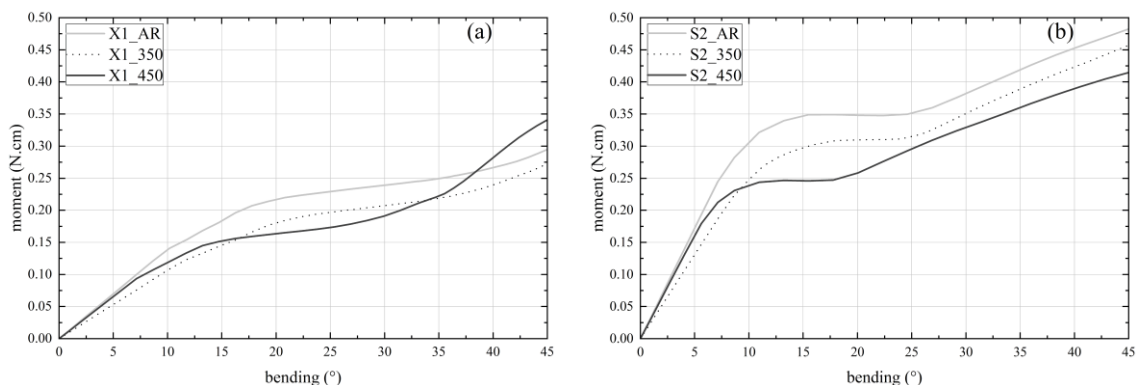 X1_AR
X1_350
X1_450
(a)
0.50
0.45
0.40
0.35
0.30
0.25
0.20
0.15
0.10
0.05
0.00
moment (N.cm)
0 5 10 15 20 25 30 35 40 45
bending (°)
S2_AR
S2_350
S2_450
(b)
0.50
0.45
0.40
0.35
0.30
0.25
0.20
0.15
0.10
0.05
0.00
moment (N.cm)
0 5 10 15 20 25 30 35 40 45
bending (°)